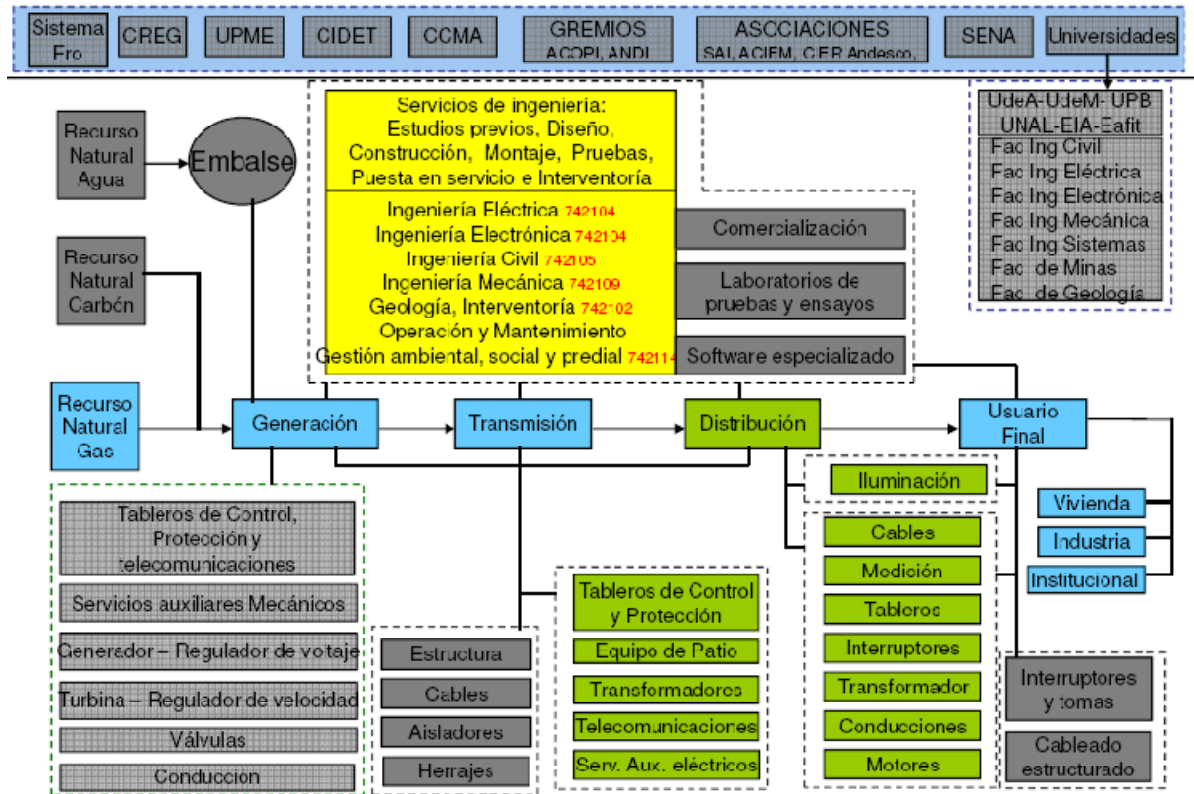 Sistema
Fro
CREG
UPME
CIDET
CCMA
GREMIOS
ACOPI, ANDI
ASCCIACIONES
SAI, ACIEM, CIER Andesco,
SENA
Universidades
UdeA-UdeM- UPB
UNAL-EIA-Eafit
Fac Ing Civil
Fac Ing Eléctrica
Fac Ing Electrónica
Fac Ing Mecánica
Fac Ing Sistemas
Fac de Minas
Fac de Geología
Servicios de ingeniería:
Estudios previos, Diseño,
Construcción, Montaje, Pruebas,
Puesta en servicio e Interventoría
Ingeniería Eléctrica 742104
Ingeniería Electrónica 742104
Ingeniería Civil 742105
Ingeniería Mecánica 742109
Geología, Interventoría 742102
Operación y Mantenimiento
Gestión ambiental, social y predial 742114
Comercialización
Laboratorios de
pruebas y ensayos
Software especializado
Recurso
Natural
Agua
Embalse
Recurso
Natural
Carbón
Recurso
Natural
Gas
Generación
Transmisión
Distribución
Usuario
Final
Vivienda
Industria
Institucional
Tableros de Control,
Protección y
telecomunicaciones
Servicios auxiliares Mecánicos
Generador – Regulador de votaje
Turbina – Regulador de velocidad
Válvulas
Conduccion
Estructura
Cables
Aisladores
Herrajes
Tableros de Control
y Protección
Equipo de Patio
Transformadores
Telecomunicaciones
Serv. Aux. eléctricos
Iluminación
Cables
Medición
Tableros
Interruptores
Transformador
Conducciones
Motores
Interruptores
y tomas
Cableado
estructurado